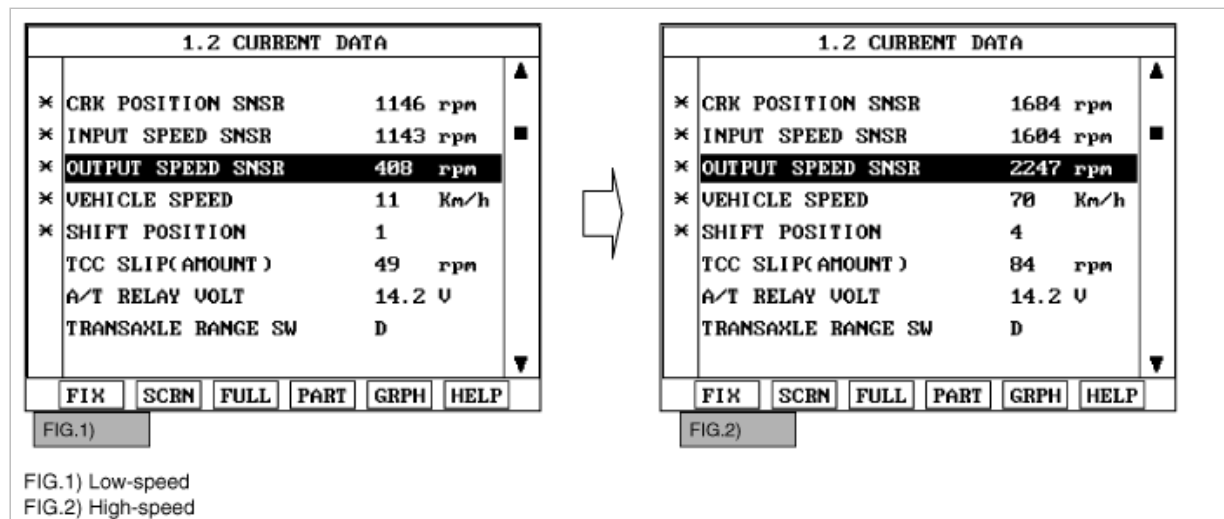 1.2 CURRENT DATA
* CRK POSITION SNSR 1146 rpm
* INPUT SPEED SNSR 1143 rpm
* OUTPUT SPEED SNSR 408 rpm
* VEHICLE SPEED 11 Km/h
* SHIFT POSITION 1
TCC SLIP(AMOUNT) 49 rpm
A/T RELAY VOLT 14.2 V
TRANSAXLE RANGE SW D
FIX SCRN FULL PART GRPH HELP
FIG.1)
1.2 CURRENT DATA
* CRK POSITION SNSR 1684 rpm
* INPUT SPEED SNSR 1604 rpm
* OUTPUT SPEED SNSR 2247 rpm
* VEHICLE SPEED 70 Km/h
* SHIFT POSITION 4
TCC SLIP(AMOUNT) 84 rpm
A/T RELAY VOLT 14.2 V
TRANSAXLE RANGE SW D
FIX SCRN FULL PART GRPH HELP
FIG.2)
FIG.1) Low-speed
FIG.2) High-speed